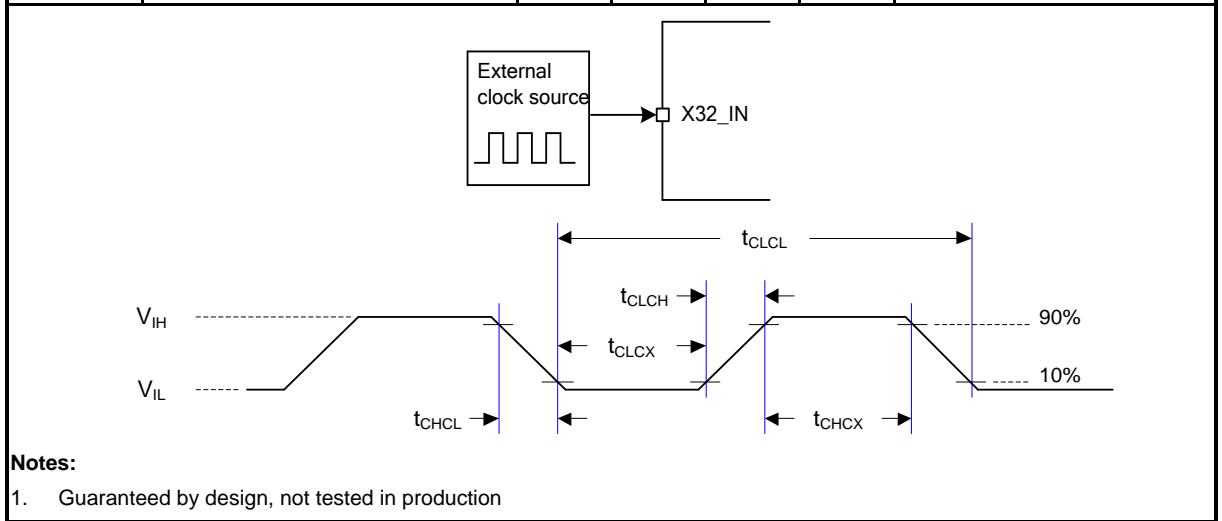 External
clock source
X32_IN
tCLCL
tCLCH
VIH
90%
tCLCX
VIL
10%
tCHCL
tCHCX
Notes:
1. Guaranteed by design, not tested in production